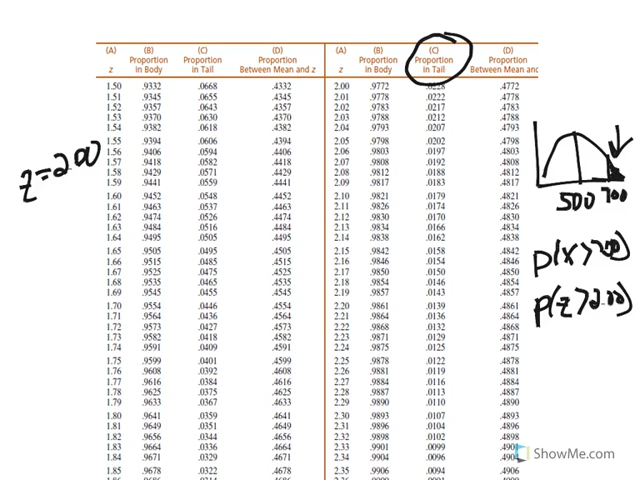 (A) (B) (C) (D) (A) (B) (C) (D)
Proportion Proportion Proportion Proportion Proportion Proportion
z in Body in Tail Between Mean and z z in Body in Tail Between Mean and
1.50 .9332 .0668 .4332 2.00 .9772 .0228 .4772
1.51 .9345 .0655 .4345 2.01 .9778 .0222 .4778
1.52 .9357 .0643 .4357 2.02 .9783 .0217 .4783
1.53 .9370 .0630 .4370 2.03 .9788 .0212 .4788
1.54 .9382 .0618 .4382 2.04 .9793 .0207 .4793
1.55 .9394 .0606 .4394 2.05 .9798 .0202 .4798
1.56 .9406 .0594 .4406 2.06 .9803 .0197 .4803
1.57 .9418 .0582 .4418 2.07 .9808 .0192 .4808
1.58 .9429 .0571 .4429 2.08 .9812 .0188 .4812
1.59 .9441 .0559 .4441 2.09 .9817 .0183 .4817
1.60 .9452 .0548 .4452 2.10 .9821 .0179 .4821
1.61 .9463 .0537 .4463 2.11 .9826 .0174 .4826
1.62 .9474 .0526 .4474 2.12 .9830 .0170 .4830
1.63 .9484 .0516 .4484 2.13 .9834 .0166 .4834
1.64 .9495 .0505 .4495 2.14 .9838 .0162 .4838
1.65 .9505 .0495 .4505 2.15 .9842 .0158 .4842
1.66 .9515 .0485 .4515 2.16 .9846 .0154 .4846
1.67 .9525 .0475 .4525 2.17 .9850 .0150 .4850
1.68 .9535 .0465 .4535 2.18 .9854 .0146 .4854
1.69 .9545 .0455 .4545 2.19 .9857 .0143 .4857
1.70 .9554 .0446 .4554 2.20 .9861 .0139 .4861
1.71 .9564 .0436 .4564 2.21 .9864 .0136 .4864
1.72 .9573 .0427 .4573 2.22 .9868 .0132 .4868
1.73 .9582 .0418 .4582 2.23 .9871 .0129 .4871
1.74 .9591 .0409 .4591 2.24 .9875 .0125 .4875
1.75 .9599 .0401 .4599 2.25 .9878 .0122 .4878
1.76 .9608 .0392 .4608 2.26 .9881 .0119 .4881
1.77 .9616 .0384 .4616 2.27 .9884 .0116 .4884
1.78 .9625 .0375 .4625 2.28 .9887 .0113 .4887
1.79 .9633 .0367 .4633 2.29 .9890 .0110 .4890
1.80 .9641 .0359 .4641 2.30 .9893 .0107 .4893
1.81 .9649 .0351 .4649 2.31 .9896 .0104 .4896
1.82 .9656 .0344 .4656 2.32 .9898 .0102 .4898
1.83 .9664 .0336 .4664 2.33 .9901 .0099 .4901
1.84 .9671 .0329 .4671 2.34 .9904 .0096 .4904
1.85 .9678 .0322 .4678 2.35 .9906 .0094 .4906
z=2.00
500 700
p(x>700)
p(z>2.00)
ShowMe.com